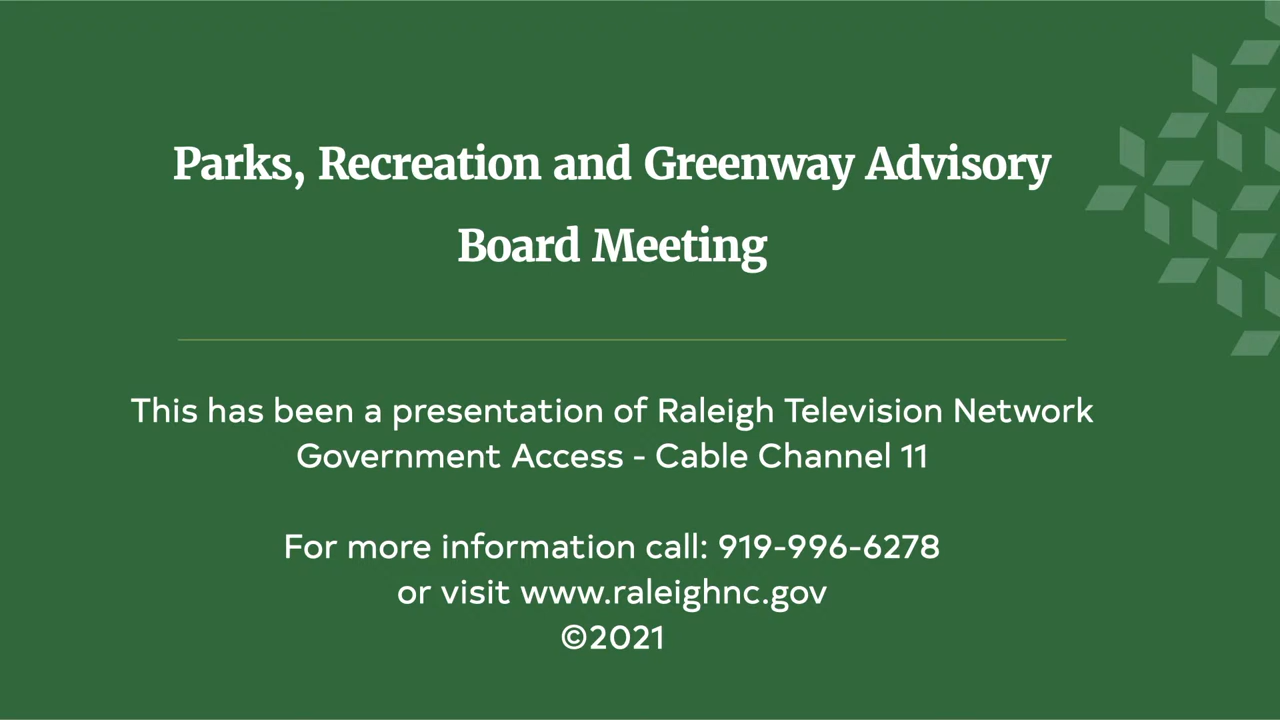 Parks, Recreation and Greenway Advisory
Board Meeting
This has been a presentation of Raleigh Television Network
Government Access - Cable Channel 11
For more information call: 919-996-6278
or visit www.raleighnc.gov
©2021